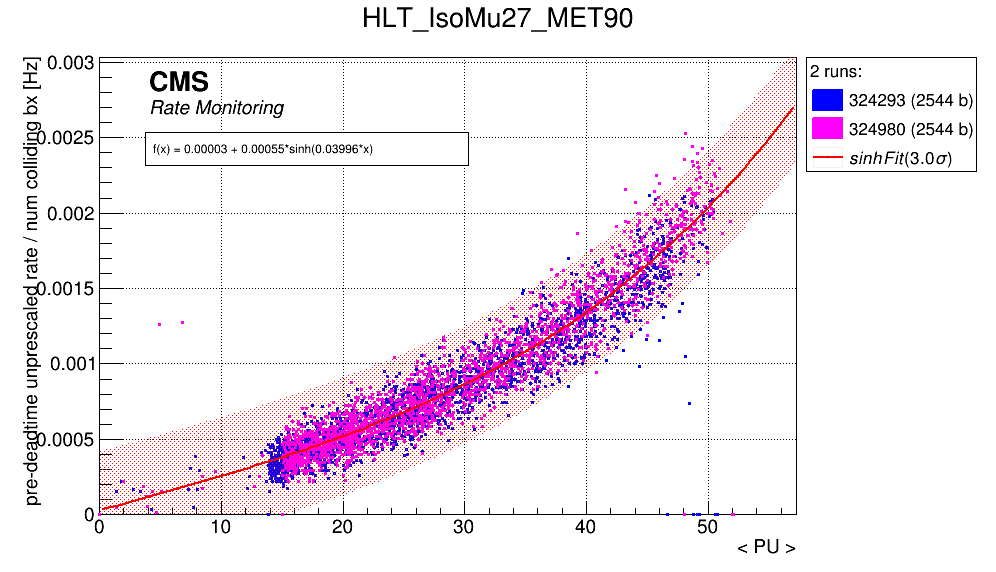 HLT_IsoMu27_MET90
pre-deadtime unprescaled rate / num colliding bx [Hz]
0.003
0.0025
0.002
0.0015
0.001
0.0005
0
CMS
Rate Monitoring
f(x) = 0.00003 + 0.00055*sinh(0.03996*x)
0 10 20 30 40 50
< PU >
2 runs:
324293 (2544 b)
324980 (2544 b)
sinhFit(3.0σ)